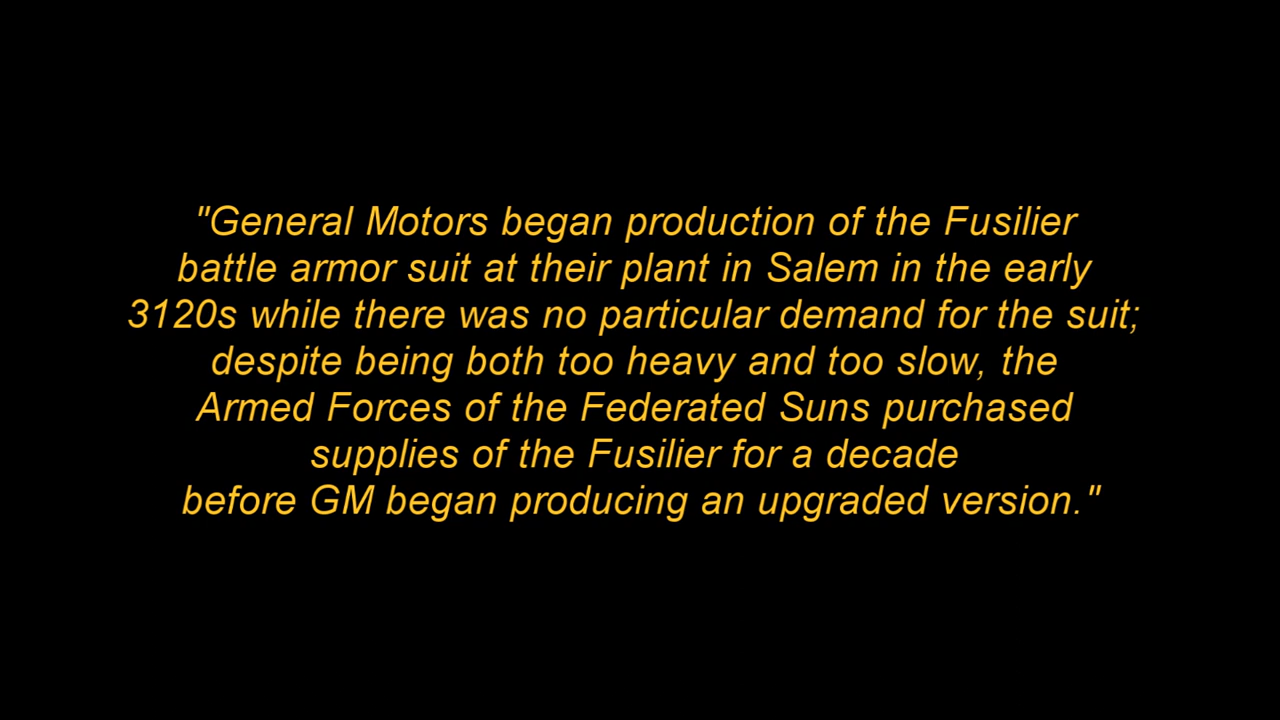 "General Motors began production of the Fusilier
battle armor suit at their plant in Salem in the early
3120s while there was no particular demand for the suit;
despite being both too heavy and too slow, the
Armed Forces of the Federated Suns purchased
supplies of the Fusilier for a decade
before GM began producing an upgraded version."